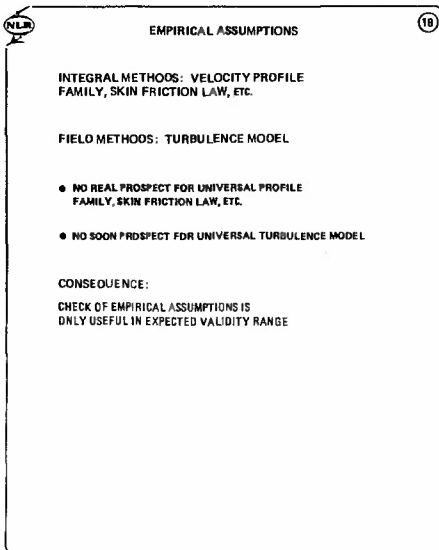 NLR
EMPIRICAL ASSUMPTIONS
18
INTEGRAL METHODS: VELOCITY PROFILE
FAMILY, SKIN FRICTION LAW, ETC.
FIELD METHODS: TURBULENCE MODEL
• NO REAL PROSPECT FOR UNIVERSAL PROFILE
FAMILY, SKIN FRICTION LAW, ETC.
• NO SOON PROSPECT FOR UNIVERSAL TURBULENCE MODEL
CONSEQUENCE:
CHECK OF EMPIRICAL ASSUMPTIONS IS
ONLY USEFUL IN EXPECTED VALIDITY RANGE